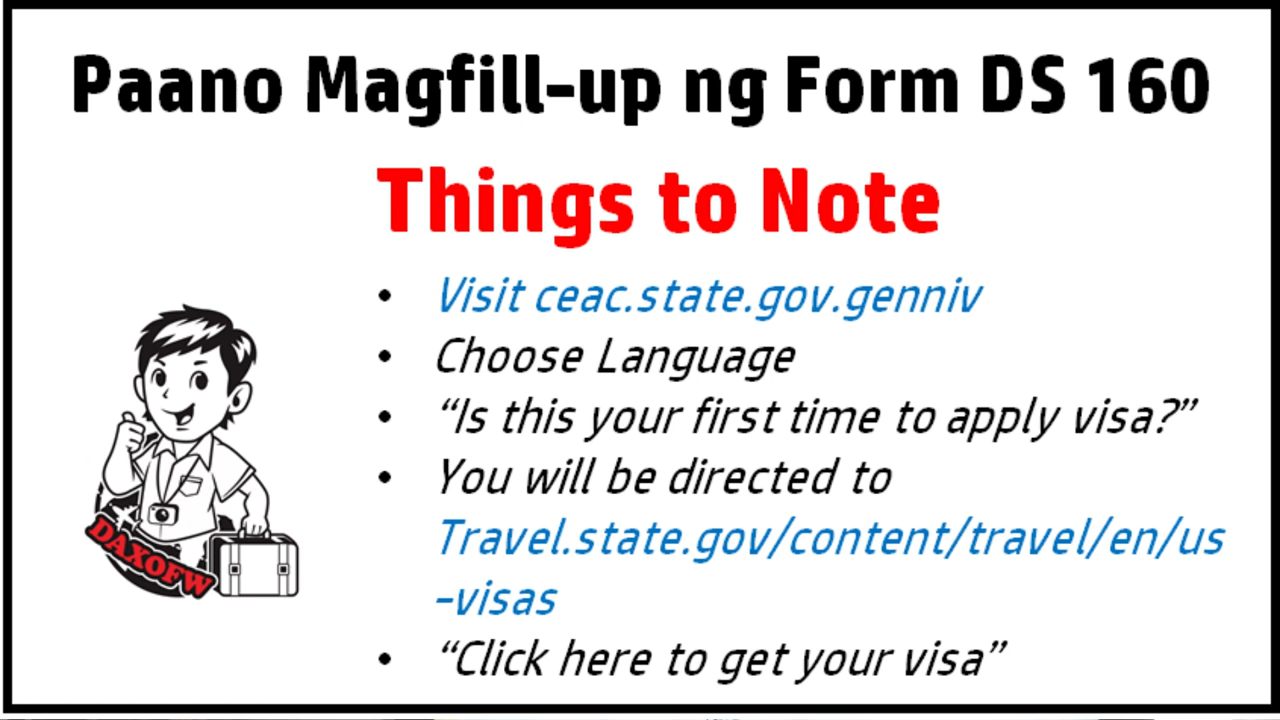 Paano Magfill-up ng Form DS 160
Things to Note
• Visit ceac.state.gov.genniv
• Choose Language
• “Is this your first time to apply visa?”
• You will be directed to
Travel.state.gov/content/travel/en/us
-visas
• “Click here to get your visa”
DAXOFW